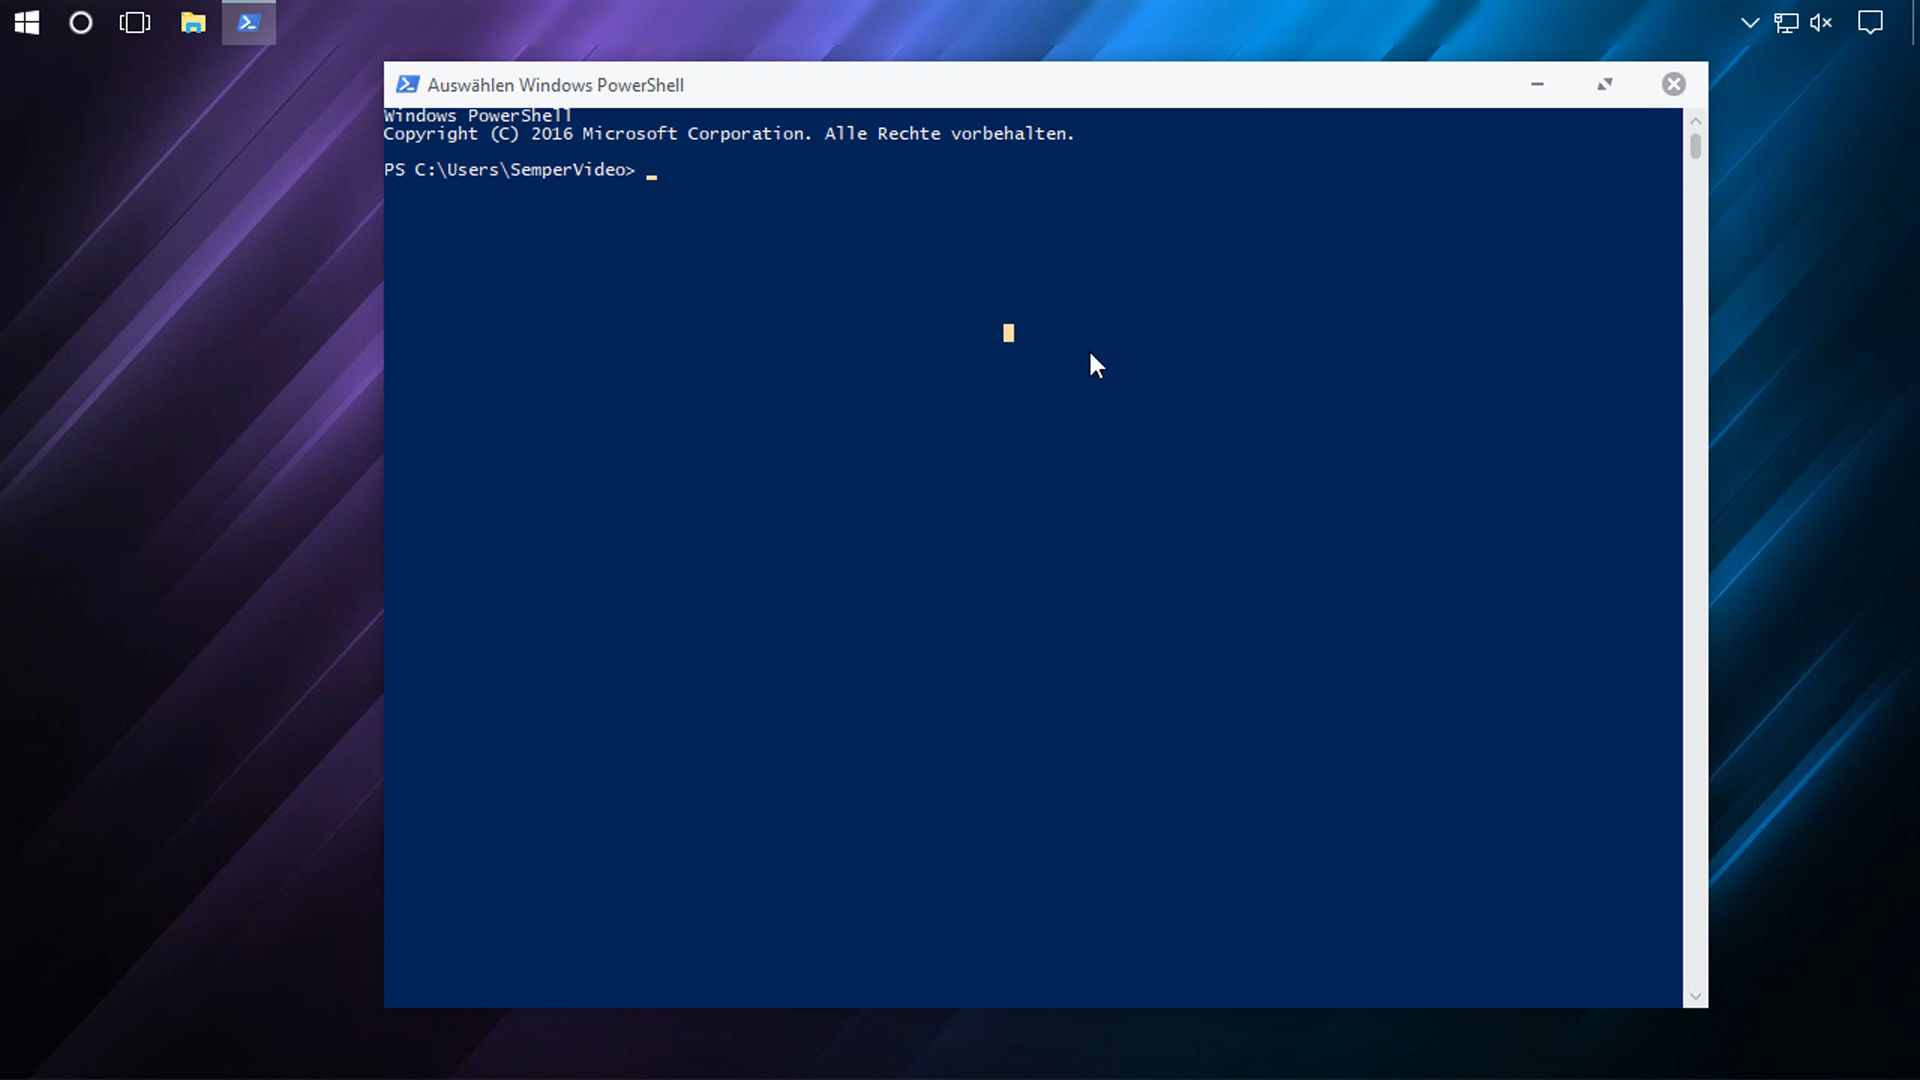 Auswählen Windows PowerShell
Windows PowerShell
Copyright (C) 2016 Microsoft Corporation. Alle Rechte vorbehalten.
PS C:\Users\SemperVideo>